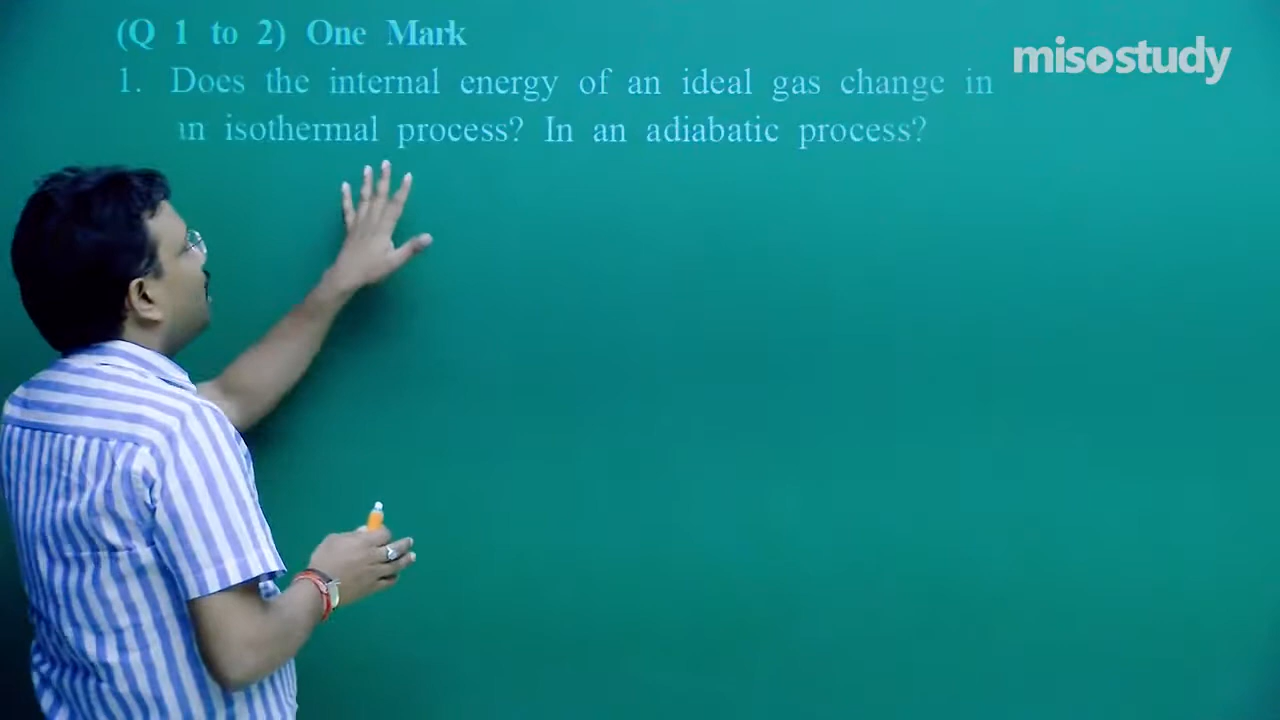 (Q 1 to 2) One Mark
misostudy
1. Does the internal energy of an ideal gas change in
in isothermal process? In an adiabatic process?